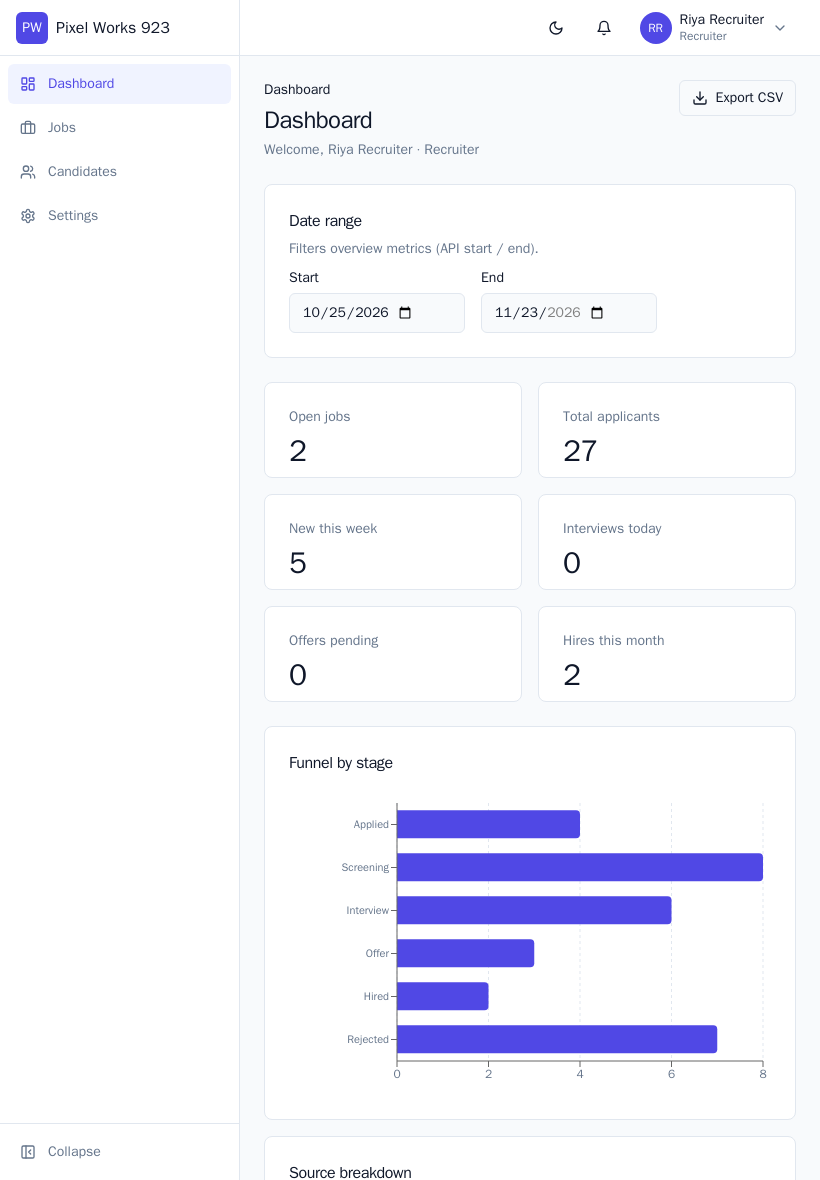 PW Pixel Works 923
RR Riya Recruiter
Recruiter
Dashboard
Jobs
Candidates
Settings
Collapse
Dashboard
Dashboard
Welcome, Riya Recruiter · Recruiter
Export CSV
Date range
Filters overview metrics (API start / end).
Start End
10/25/2026 11/23/2026
Open jobs
2
Total applicants
27
New this week
5
Interviews today
0
Offers pending
0
Hires this month
2
Funnel by stage
Applied
Screening
Interview
Offer
Hired
Rejected
0 2 4 6 8
Source breakdown